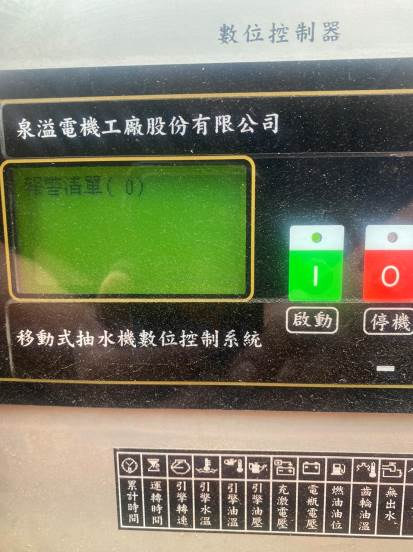 數位控制器
泉溢電機工廠股份有限公司
報警清單( 0)
I
O
啟動
停機
移動式抽水機數位控制系統
累計時間
運轉時間
引擎轉速
引擎水溫
引擎油溫
引擎油壓
充激電壓
電瓶電壓
燃油油位
齒輪油溫
無出水、